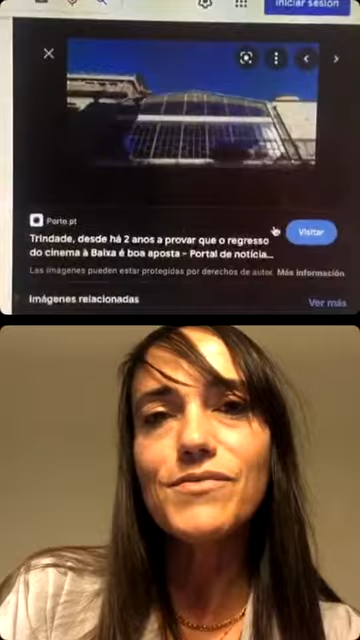 Iniciar sesión
Porto.pt
Trindade, desde há 2 anos a provar que o regresso
do cinema à Baixa é boa aposta - Portal de notícia...
Visitar
Las imágenes pueden estar protegidas por derechos de autor. Más información
Imágenes relacionadas
Ver más